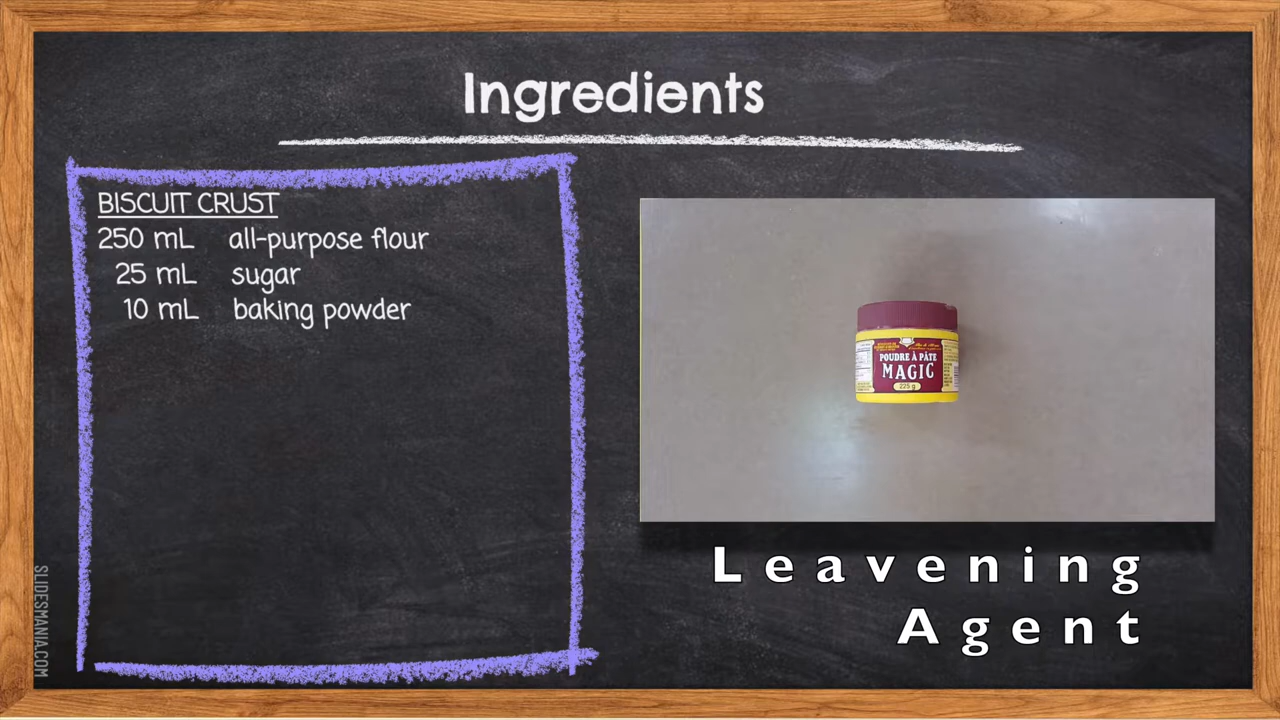 Ingredients
BISCUIT CRUST
250 mL all-purpose flour
25 mL sugar
10 mL baking powder
POUDRE À PÂTE
MAGIC
225 g
Leavening
Agent
SLIDESMANIA.COM